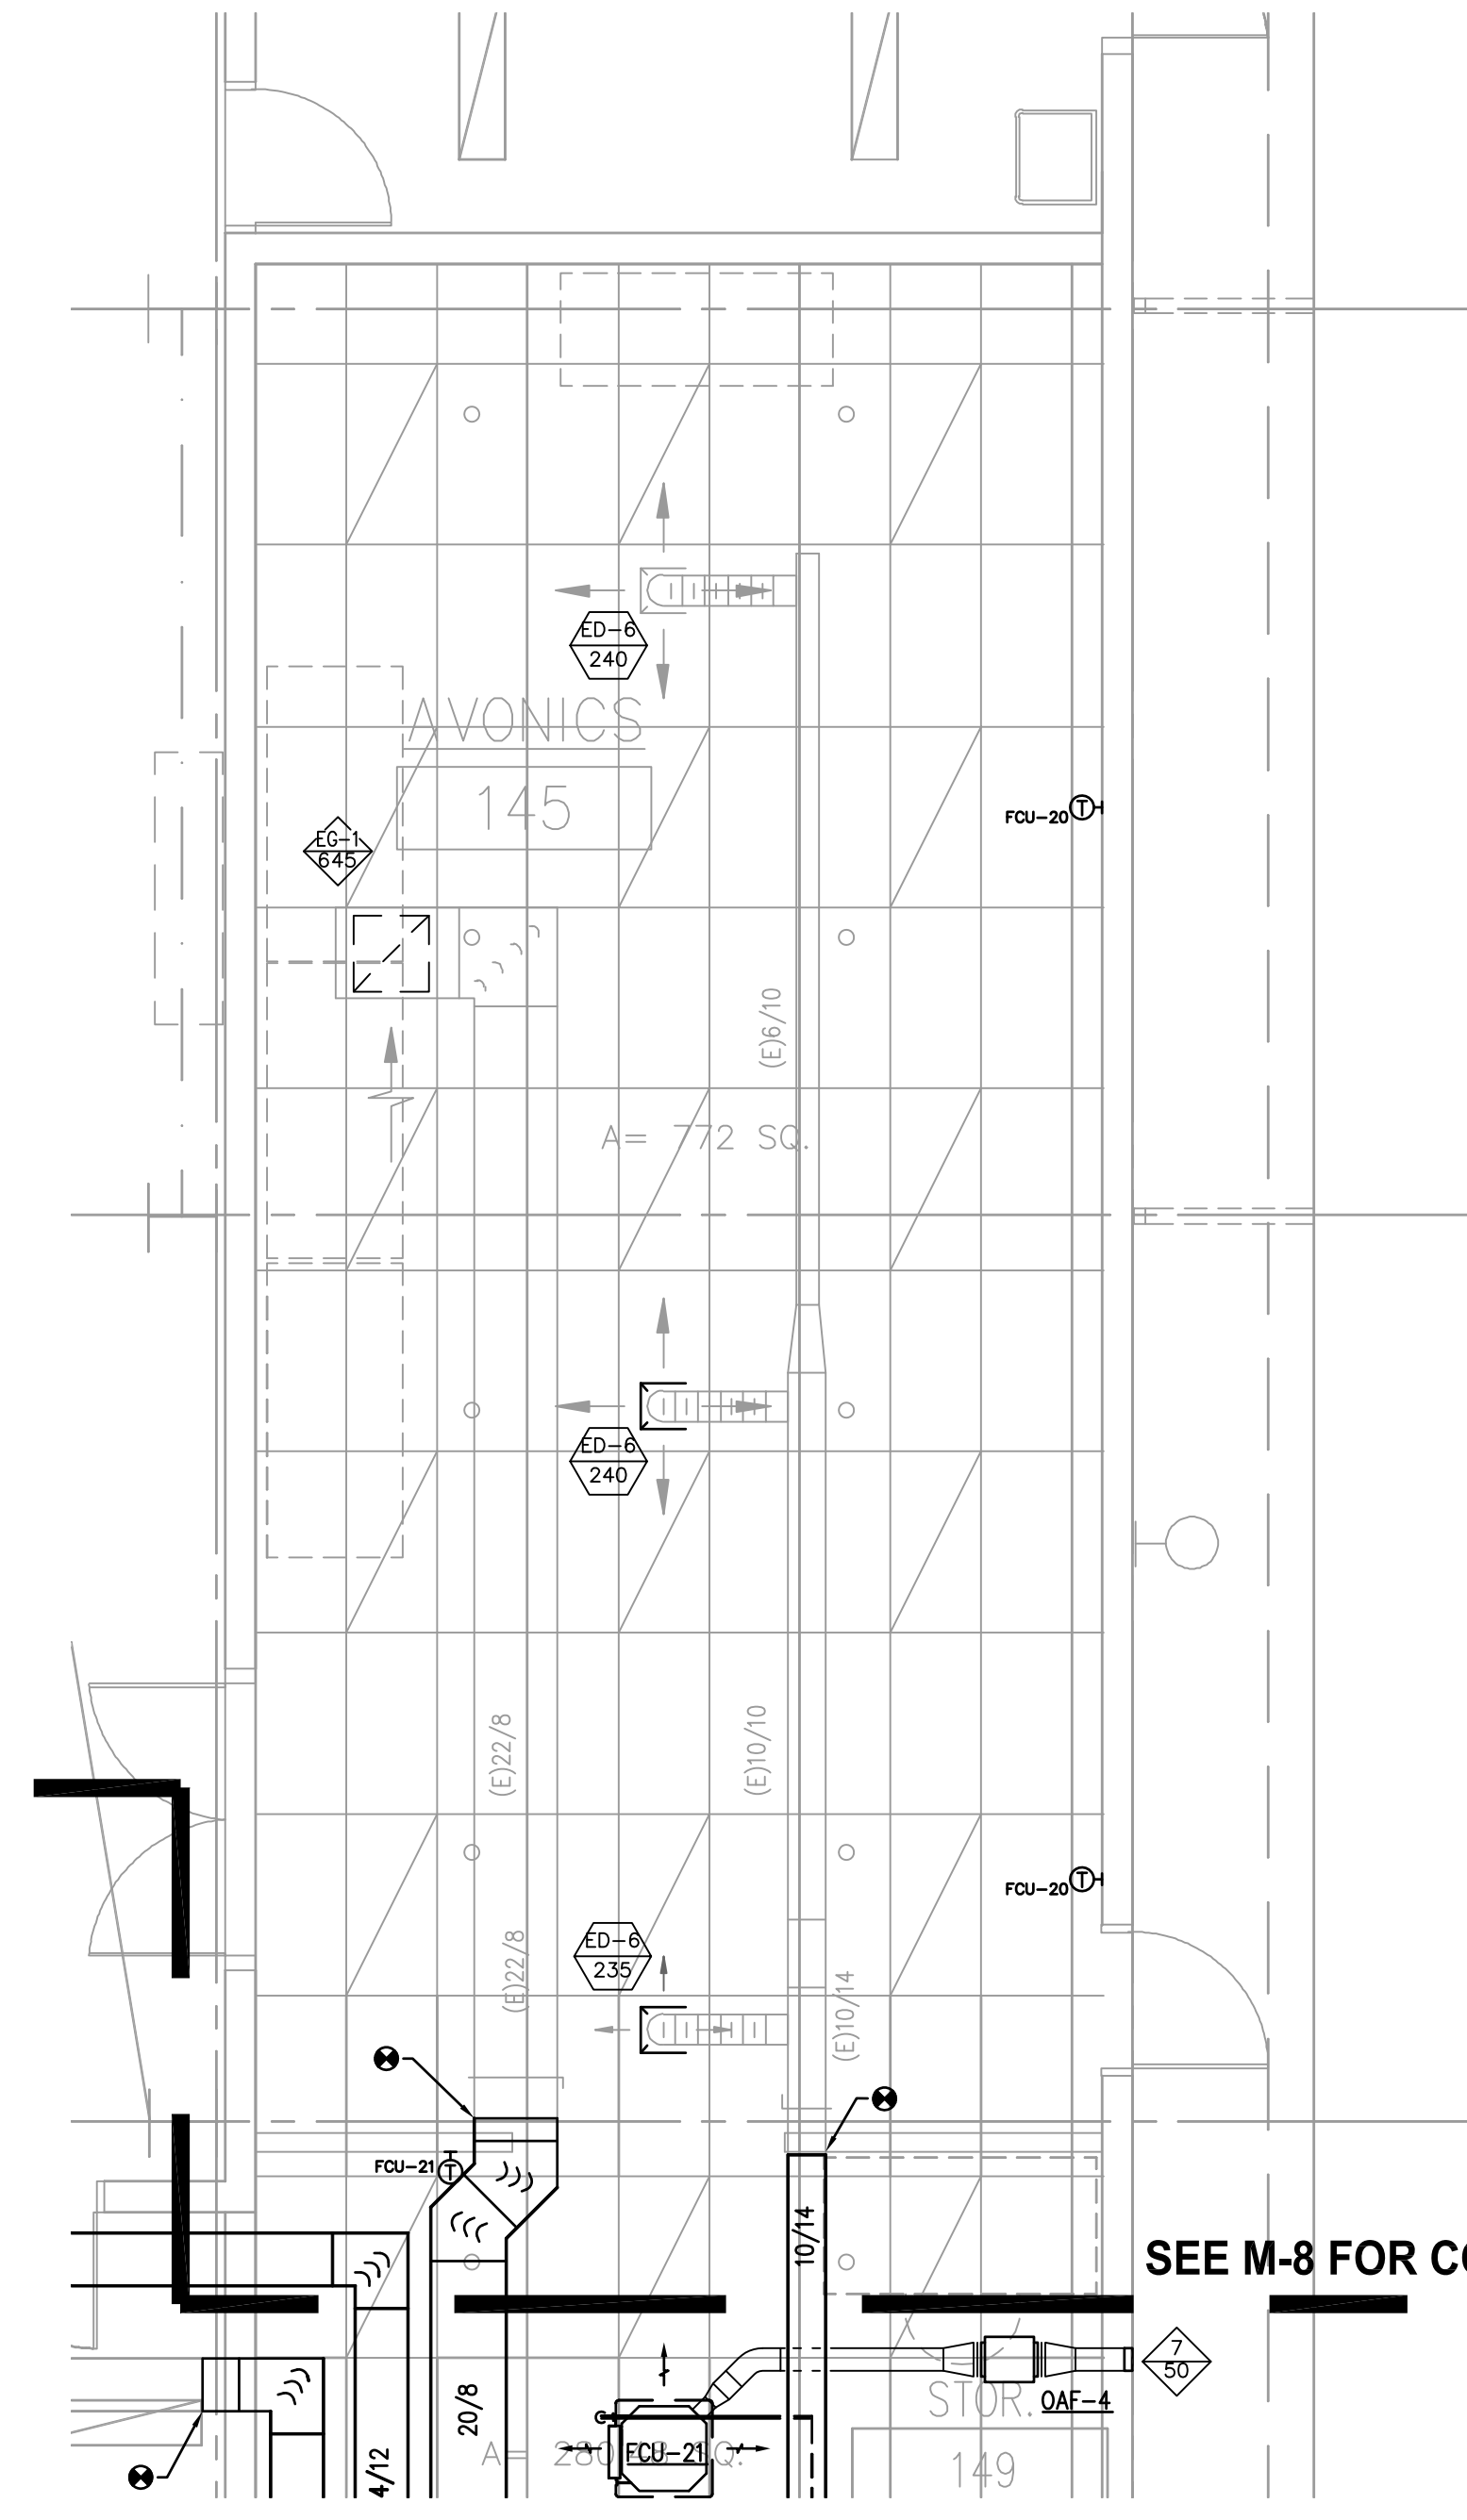 ED-6
240
AVONICS
145
FCU-20
EG-1
645
(E)6/10
A= 772 SQ.
ED-6
240
(E)22/8
(E)10/10
FCU-20
ED-6
235
(E)22/8
(E)10/14
FCU-21
10/14
SEE M-8 FOR
7
50
STOR.
OAF-4
20/8
FCU-21
149
4/12